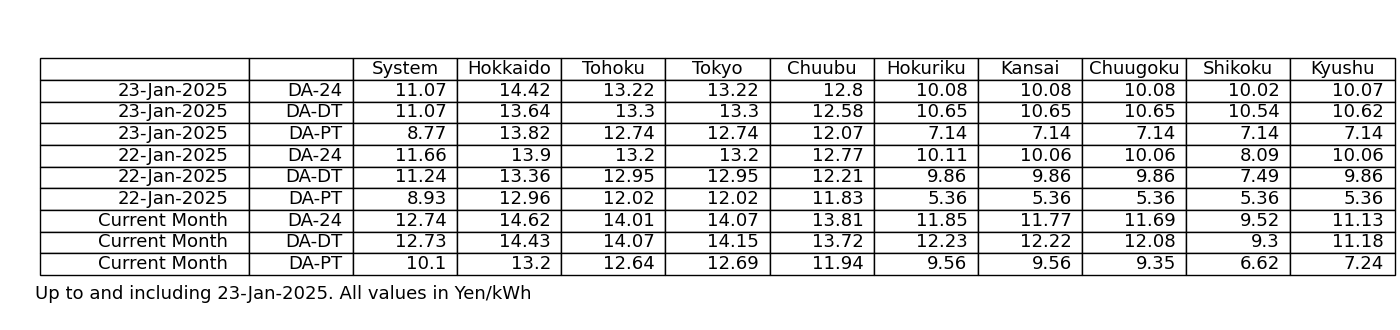 System Hokkaido Tohoku Tokyo Chuubu Hokuriku Kansai Chuugoku Shikoku Kyushu
23-Jan-2025 DA-24 11.07 14.42 13.22 13.22 12.8 10.08 10.08 10.08 10.02 10.07
23-Jan-2025 DA-DT 11.07 13.64 13.3 13.3 12.58 10.65 10.65 10.65 10.54 10.62
23-Jan-2025 DA-PT 8.77 13.82 12.74 12.74 12.07 7.14 7.14 7.14 7.14 7.14
22-Jan-2025 DA-24 11.66 13.9 13.2 13.2 12.77 10.11 10.06 10.06 8.09 10.06
22-Jan-2025 DA-DT 11.24 13.36 12.95 12.95 12.21 9.86 9.86 9.86 7.49 9.86
22-Jan-2025 DA-PT 8.93 12.96 12.02 12.02 11.83 5.36 5.36 5.36 5.36 5.36
Current Month DA-24 12.74 14.62 14.01 14.07 13.81 11.85 11.77 11.69 9.52 11.13
Current Month DA-DT 12.73 14.43 14.07 14.15 13.72 12.23 12.22 12.08 9.3 11.18
Current Month DA-PT 10.1 13.2 12.64 12.69 11.94 9.56 9.56 9.35 6.62 7.24
Up to and including 23-Jan-2025. All values in Yen/kWh